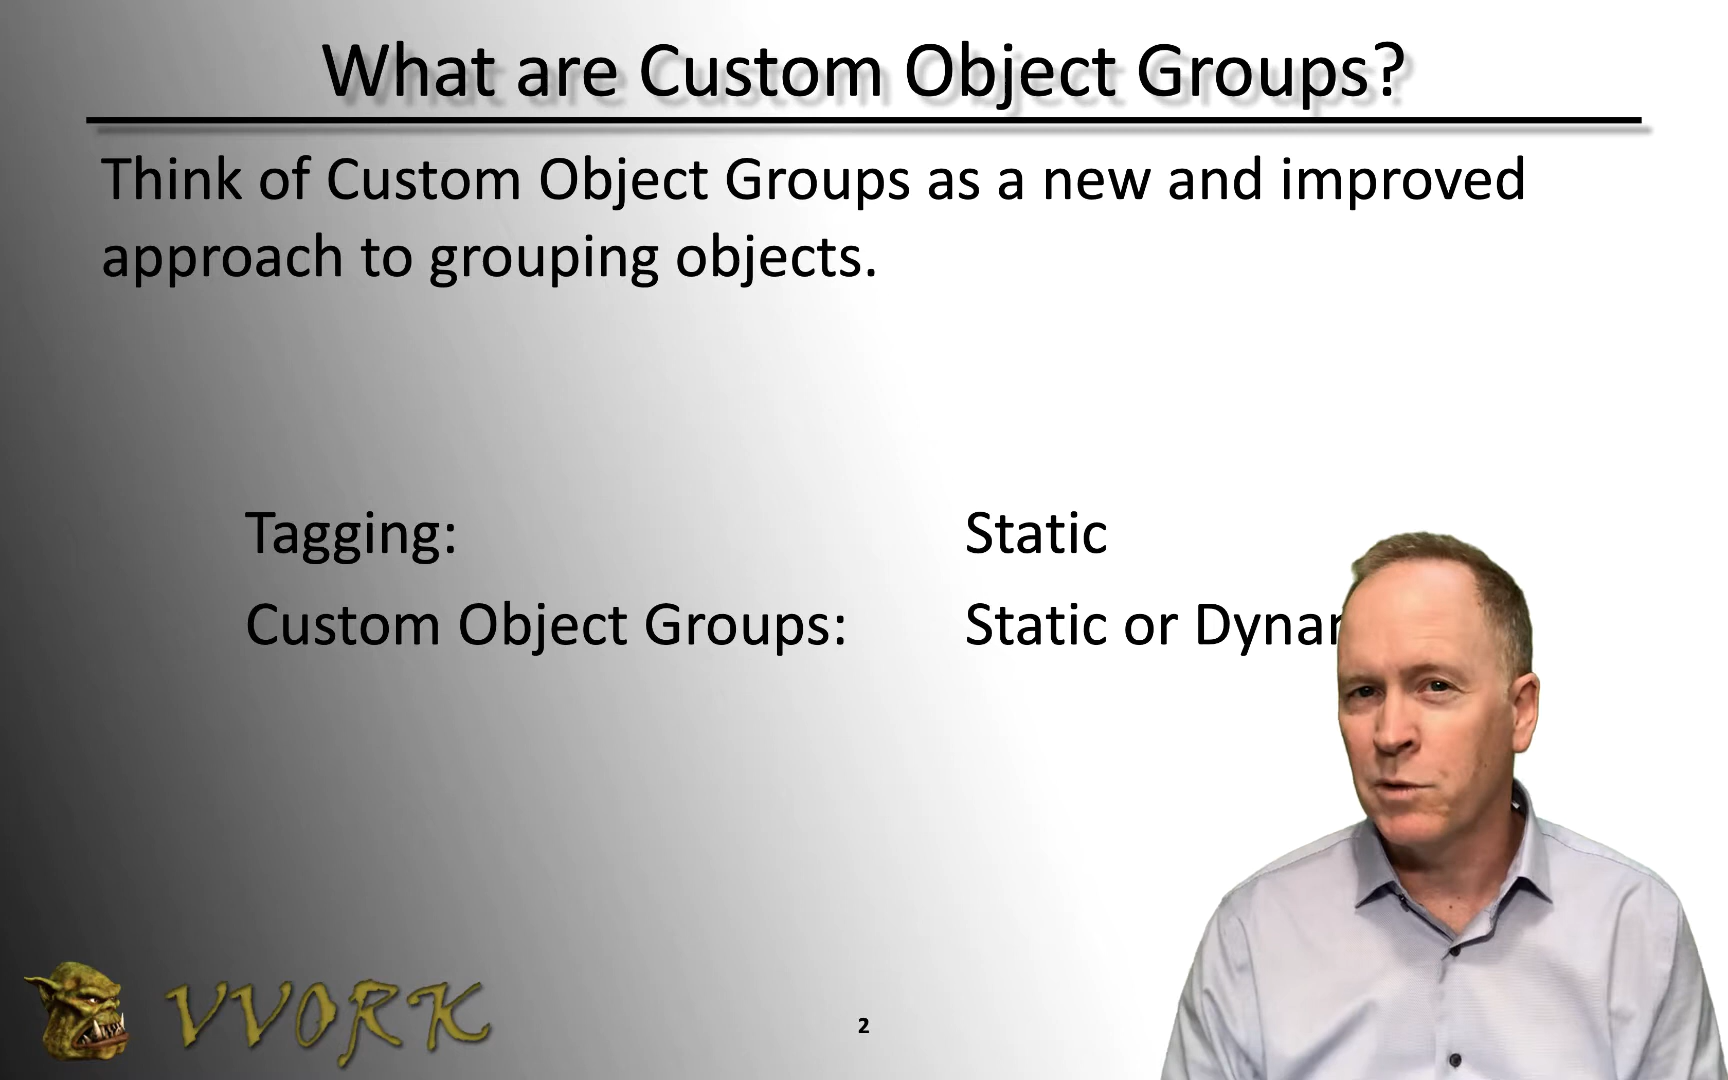 What are Custom Object Groups?
Think of Custom Object Groups as a new and improved
approach to grouping objects.
Tagging: Static
Custom Object Groups: Static or
VVORK
2